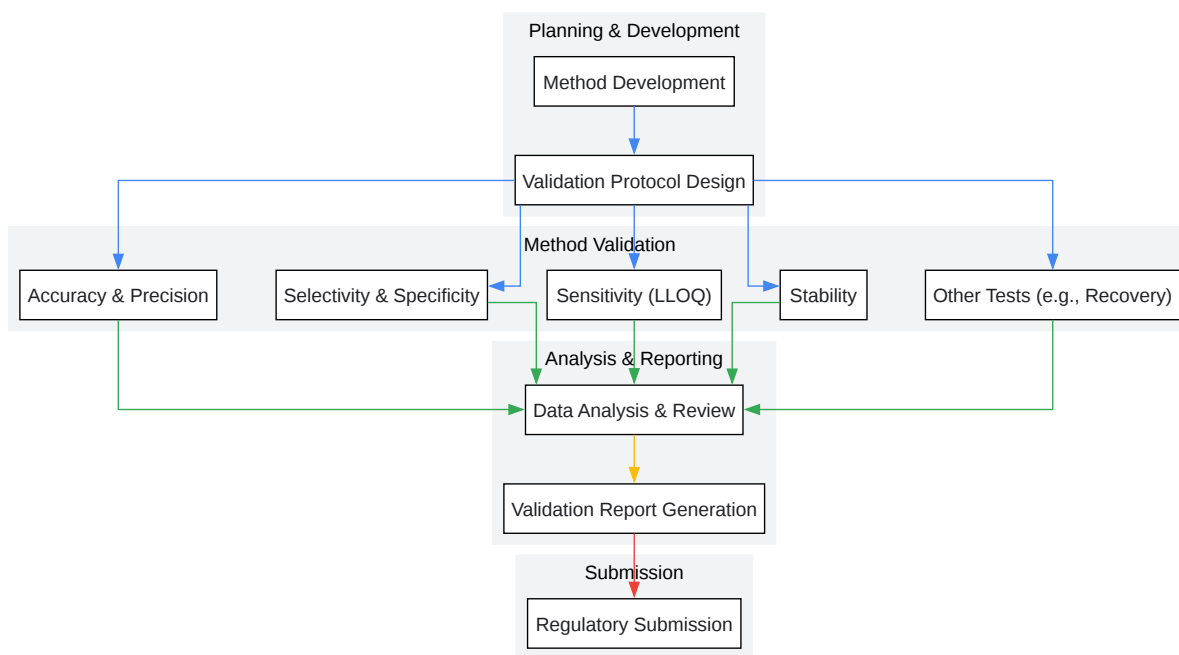 Planning & Development
Method Development
Validation Protocol Design
Method Validation
Accuracy & Precision
Selectivity & Specificity
Sensitivity (LLOQ)
Stability
Other Tests (e.g., Recovery)
Analysis & Reporting
Data Analysis & Review
Validation Report Generation
Submission
Regulatory Submission